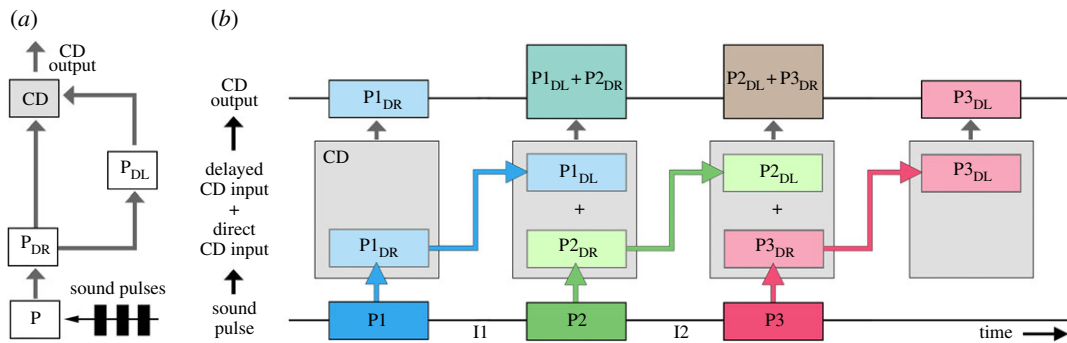 (a)
CD
output
CD
P_DL
P_DR
sound pulses
P
(b)
CD
output
delayed
CD input
+
direct
CD input
sound
pulse
P1_DR
P1_DL + P2_DR
P2_DL + P3_DR
P3_DL
CD
P1_DL
P2_DL
P3_DL
+
+
P1_DR
P2_DR
P3_DR
P1
I1
P2
I2
P3
time